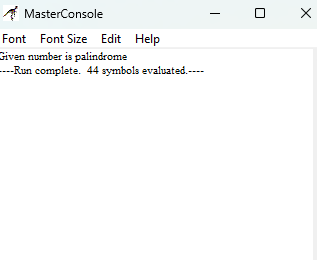 MasterConsole
Font Font Size Edit Help
Given number is palindrome
----Run complete.  44 symbols evaluated.----